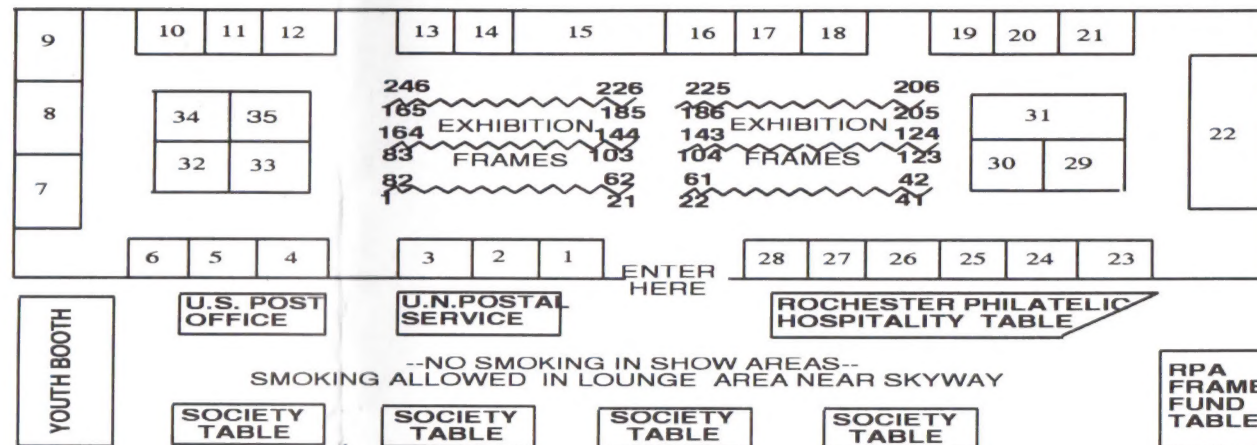 9 10 11 12 13 14 15 16 17 18 19 20 21
246 226 225 206
8 34 35 165 EXHIBITION 185 186 EXHIBITION 205 31 22
164 144 143 124
32 33 83 FRAMES 103 104 FRAMES 123 30 29
7 82 62 61 42
1 21 22 41
6 5 4 3 2 1 28 27 26 25 24 23
ENTER
HERE
YOUTH BOOTH
U.S. POST
OFFICE
U.N.POSTAL
SERVICE
ROCHESTER PHILATELIC
HOSPITALITY TABLE
--NO SMOKING IN SHOW AREAS--
SMOKING ALLOWED IN LOUNGE AREA NEAR SKYWAY
RPA
FRAME
FUND
TABLE
SOCIETY
TABLE
SOCIETY
TABLE
SOCIETY
TABLE
SOCIETY
TABLE